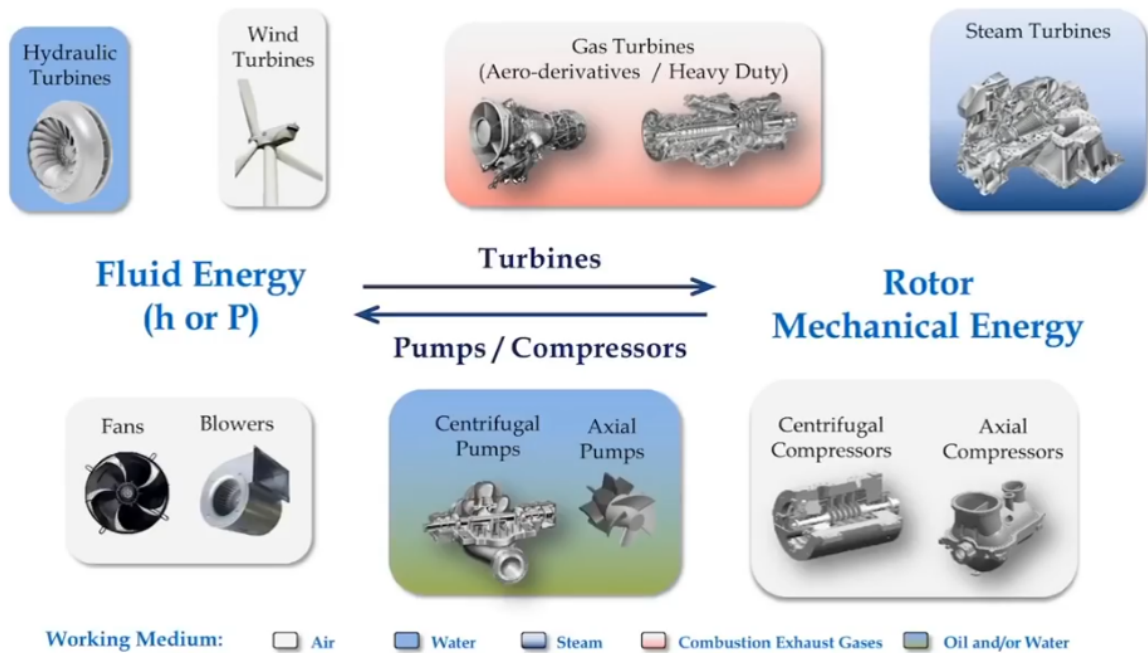 Hydraulic
Turbines
Wind
Turbines
Gas Turbines
(Aero-derivatives / Heavy Duty)
Steam Turbines
Fluid Energy
(h or P)
Turbines
Pumps / Compressors
Rotor
Mechanical Energy
Fans
Blowers
Centrifugal
Pumps
Axial
Pumps
Centrifugal
Compressors
Axial
Compressors
Working Medium:
Air
Water
Steam
Combustion Exhaust Gases
Oil and/or Water